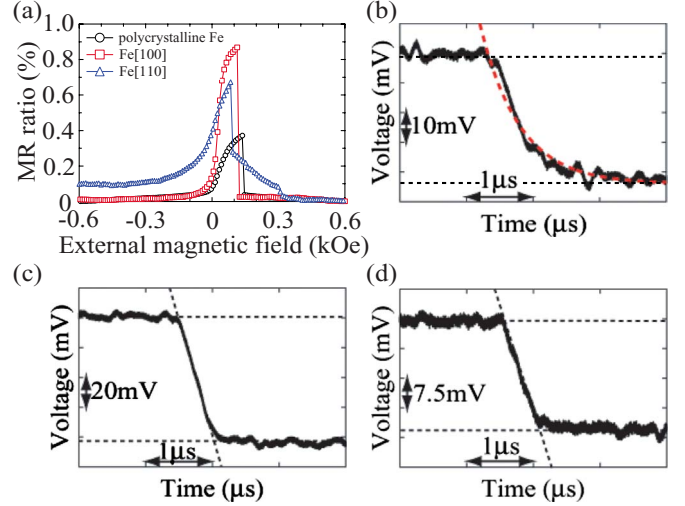 (a)
MR ratio (%)
1.0
0.8
0.6
0.4
0.2
0.0
polycrystalline Fe
Fe[100]
Fe[110]
-0.6 -0.3 0 0.3 0.6
External magnetic field (kOe)
(b)
Voltage (mV)
10mV
1μs
Time (μs)
(c)
Voltage (mV)
20mV
1μs
Time (μs)
(d)
Voltage (mV)
7.5mV
1μs
Time (μs)